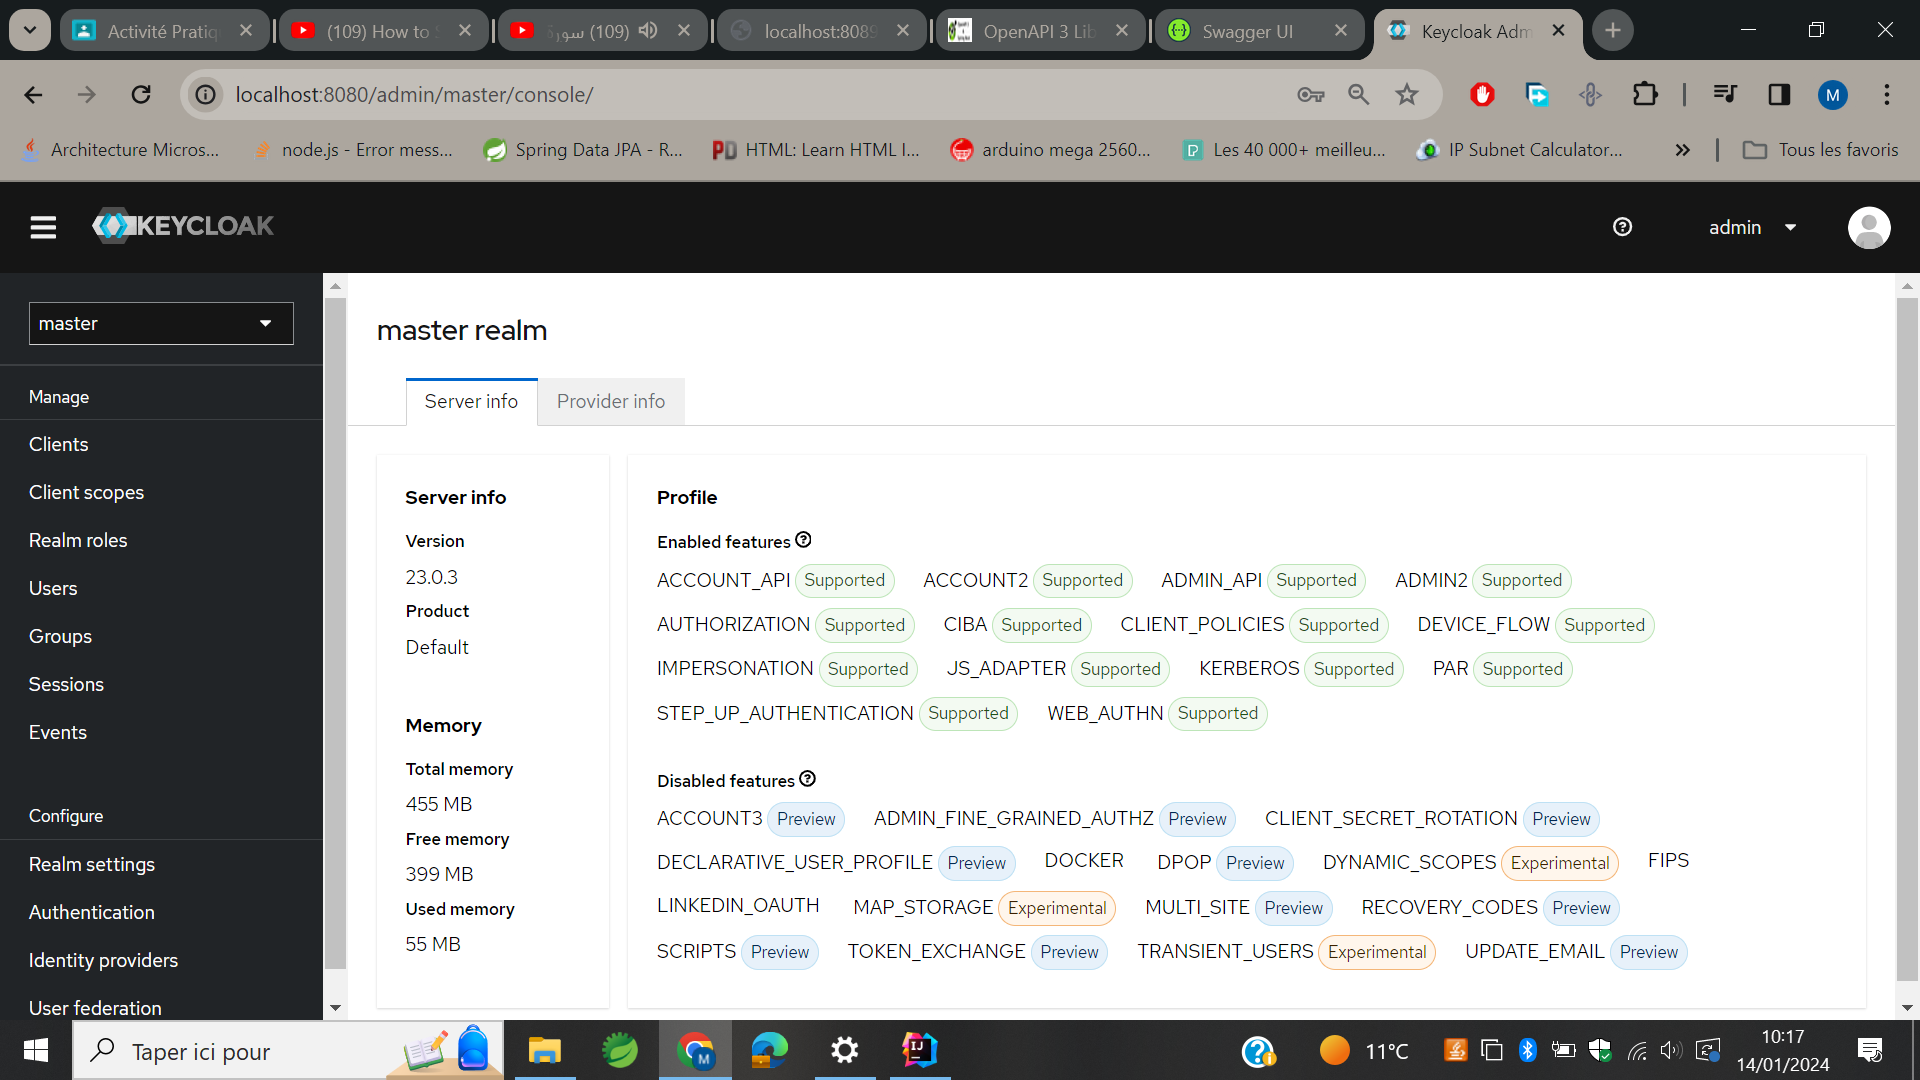 Activité Pratiq
(109) How to S
(109) سورة
localhost:8089
OpenAPI 3 Lib
Swagger UI
Keycloak Adm
localhost:8080/admin/master/console/
M
Architecture Micros...
node.js - Error mess...
Spring Data JPA - R...
HTML: Learn HTML I...
arduino mega 2560...
Les 40 000+ meilleu...
IP Subnet Calculator...
Tous les favoris
KEYCLOAK
admin
master
Manage
Clients
Client scopes
Realm roles
Users
Groups
Sessions
Events
Configure
Realm settings
Authentication
Identity providers
User federation
master realm
Server info
Provider info
Server info
Version
23.0.3
Product
Default
Memory
Total memory
455 MB
Free memory
399 MB
Used memory
55 MB
Profile
Enabled features
ACCOUNT_API Supported ACCOUNT2 Supported ADMIN_API Supported ADMIN2 Supported
AUTHORIZATION Supported CIBA Supported CLIENT_POLICIES Supported DEVICE_FLOW Supported
IMPERSONATION Supported JS_ADAPTER Supported KERBEROS Supported PAR Supported
STEP_UP_AUTHENTICATION Supported WEB_AUTHN Supported
Disabled features
ACCOUNT3 Preview ADMIN_FINE_GRAINED_AUTHZ Preview CLIENT_SECRET_ROTATION Preview
DECLARATIVE_USER_PROFILE Preview DOCKER DPOP Preview DYNAMIC_SCOPES Experimental FIPS
LINKEDIN_OAUTH MAP_STORAGE Experimental MULTI_SITE Preview RECOVERY_CODES Preview
SCRIPTS Preview TOKEN_EXCHANGE Preview TRANSIENT_USERS Experimental UPDATE_EMAIL Preview
Taper ici pour
11°C
10:17
14/01/2024